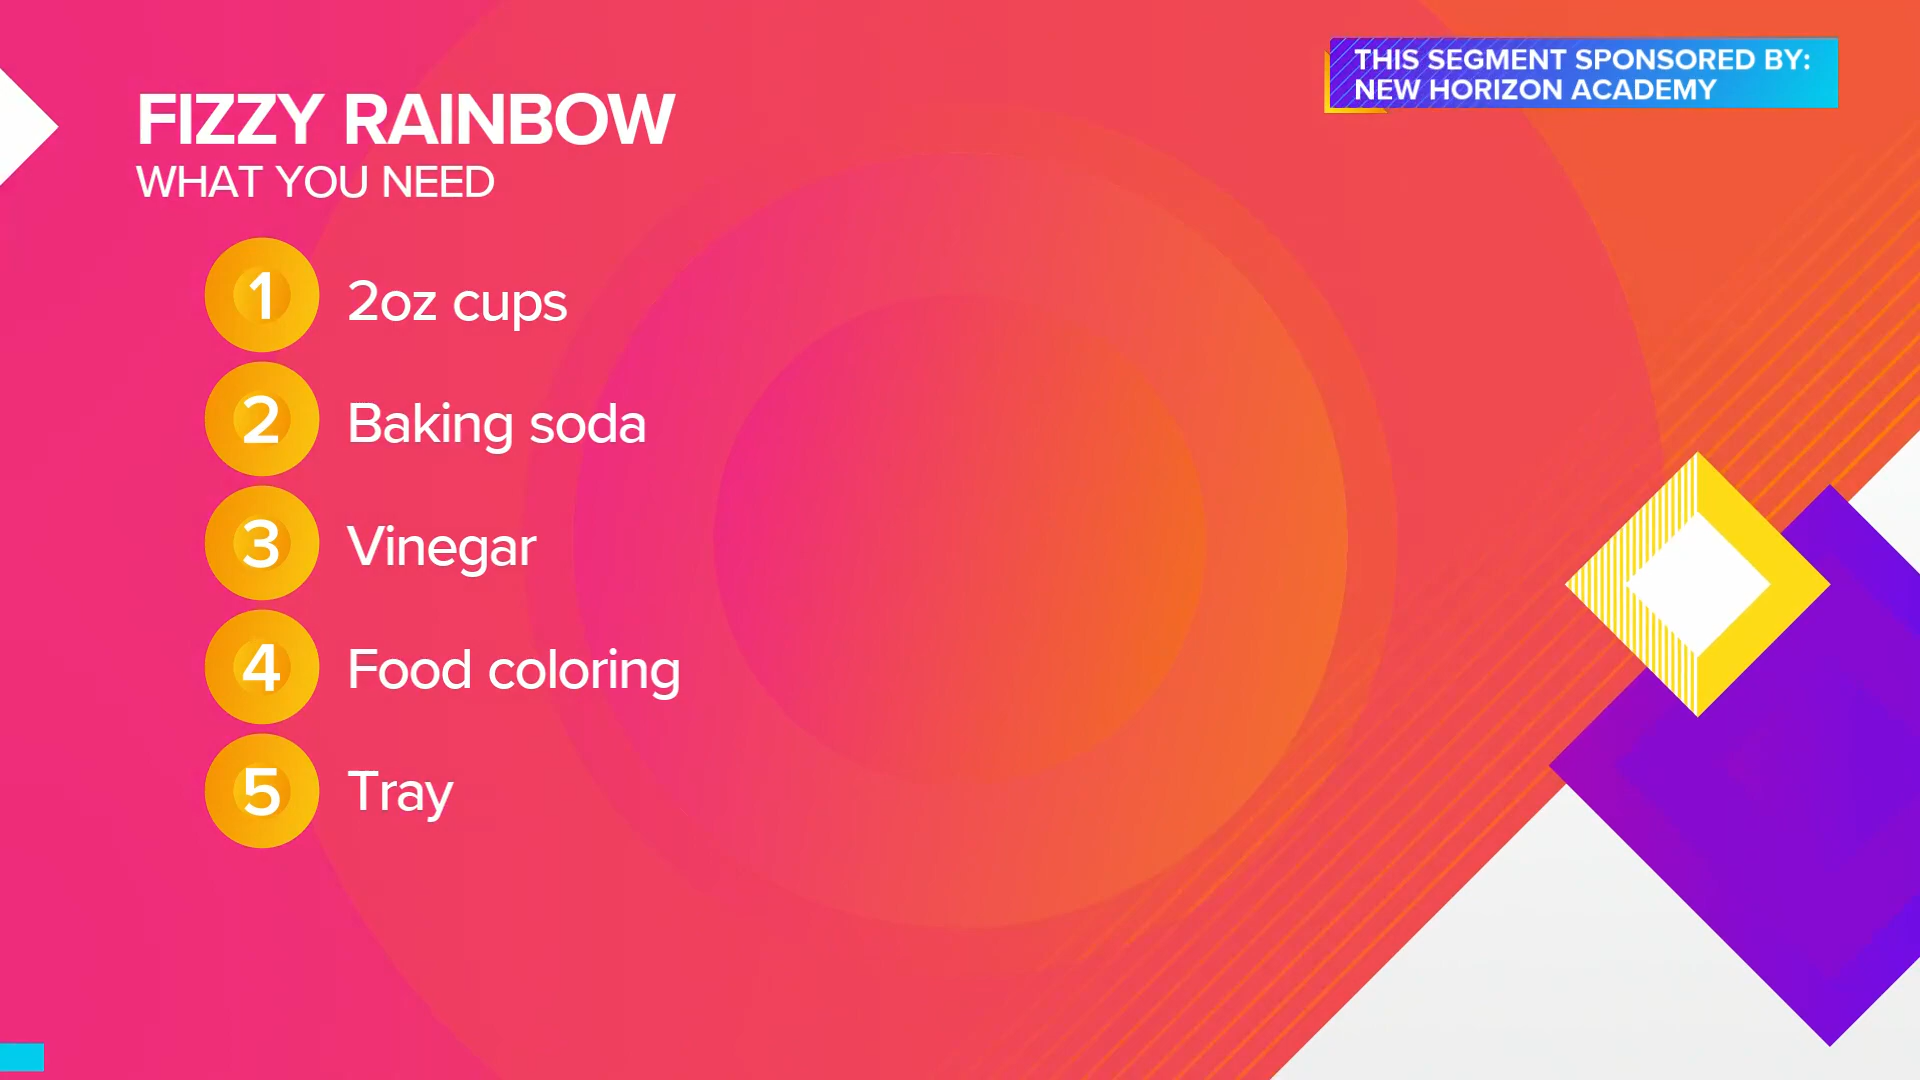 THIS SEGMENT SPONSORED BY:
NEW HORIZON ACADEMY
FIZZY RAINBOW
WHAT YOU NEED
1 2oz cups
2 Baking soda
3 Vinegar
4 Food coloring
5 Tray